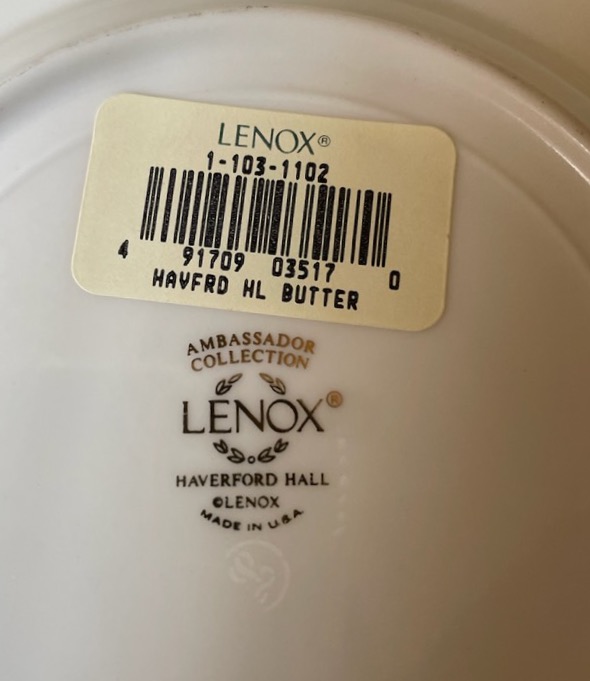 LENOX®
1-103-1102
4 91709 03517 0
HAVFRD HL BUTTER
AMBASSADOR
COLLECTION
LENOX®
HAVERFORD HALL
©LENOX
MADE IN U.S.A.